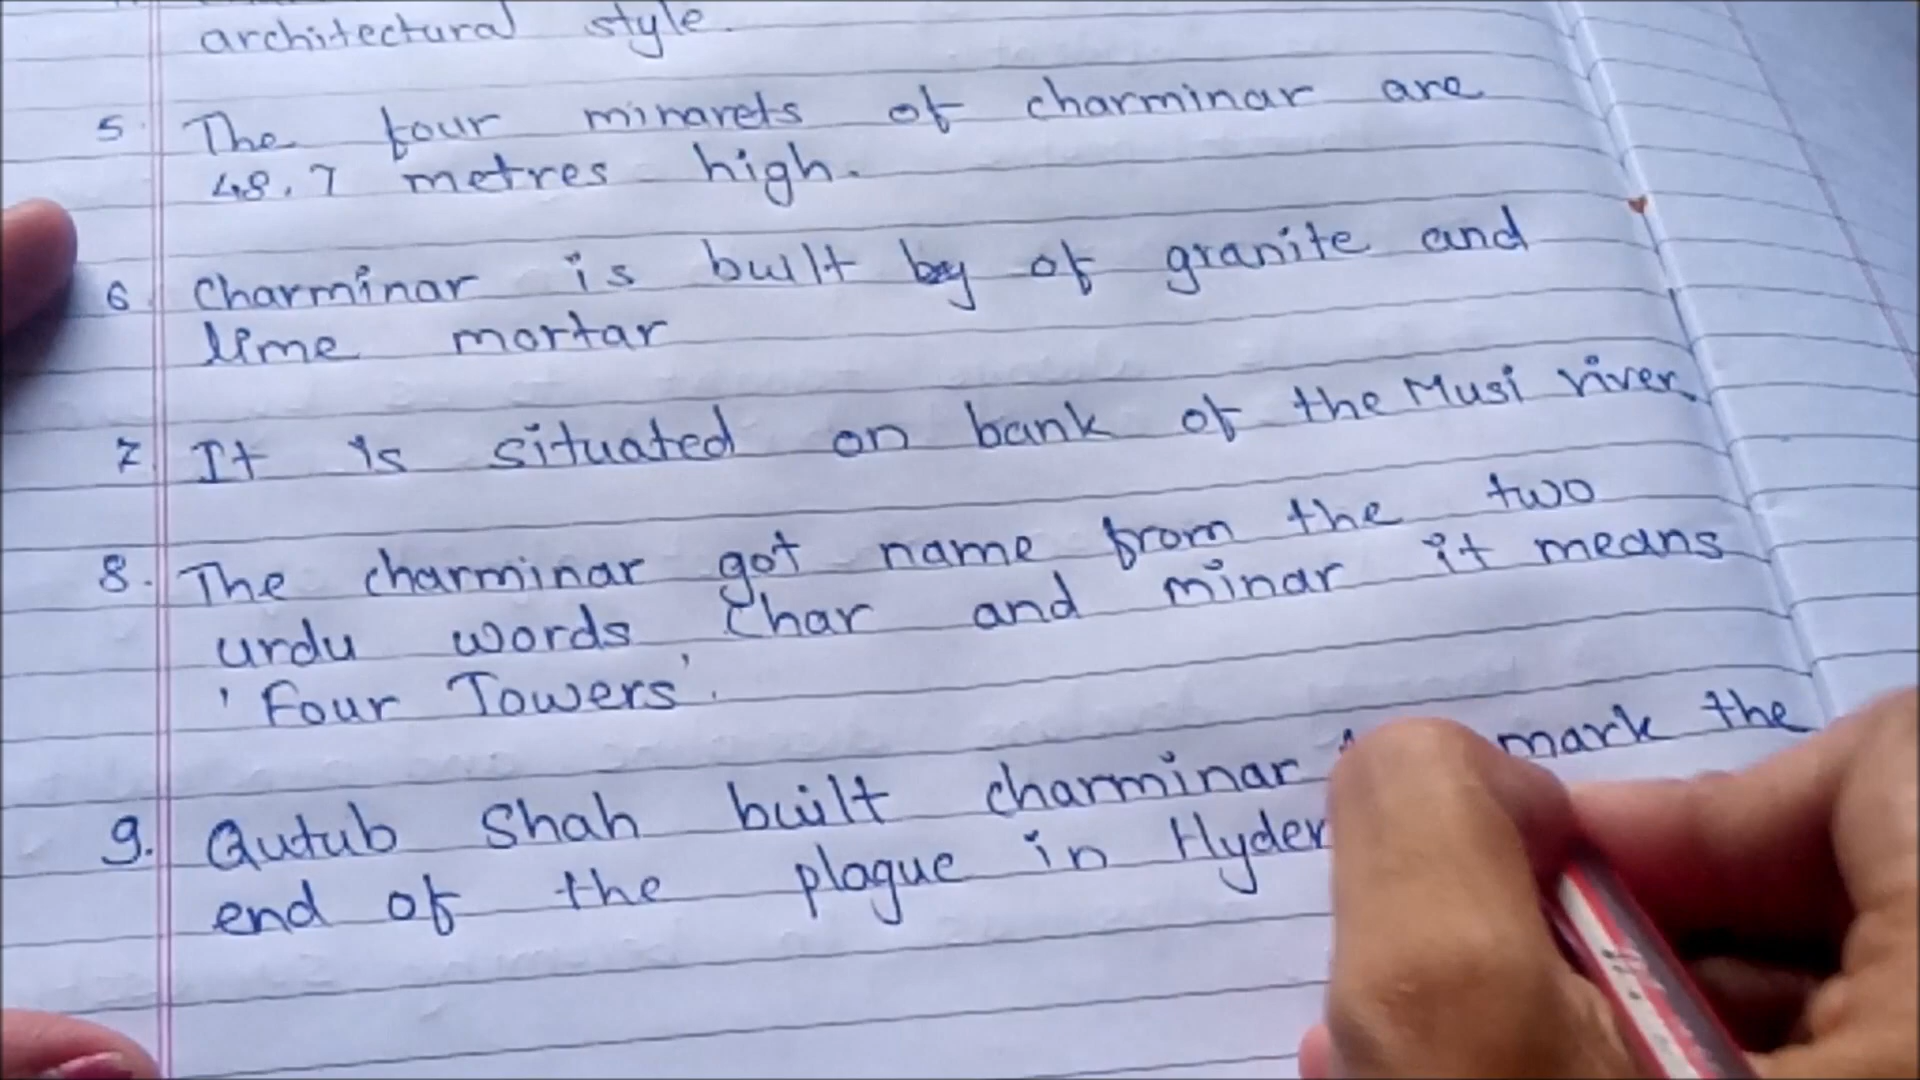 architectural style.
5. The four minarets of charminar are
48.7 metres high.
6. Charminar is built by of granite and
lime mortar
7. It is situated on bank of the Musi river
8. The charminar got name from the two
urdu words Char and minar it means
'Four Towers'.
9. Qutub Shah built charminar mark the
end of the plague in Hyder